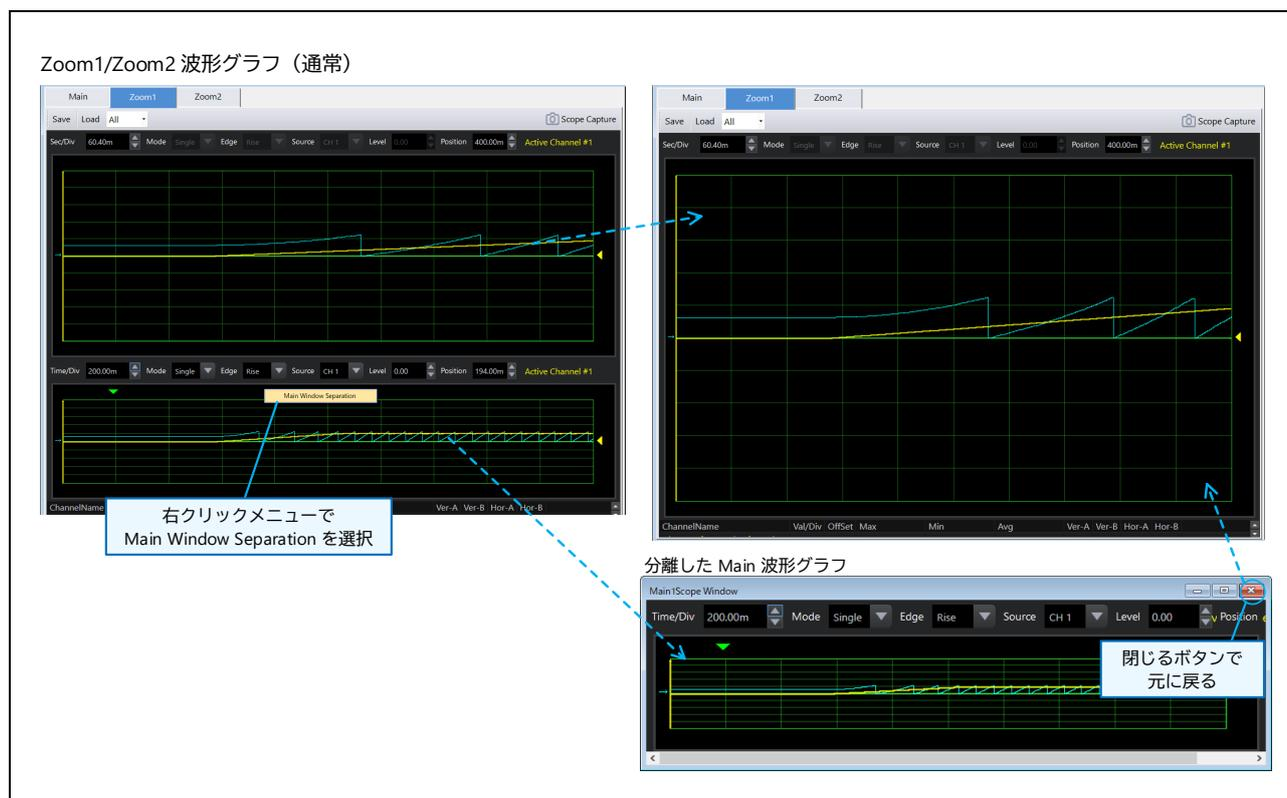 Zoom1/Zoom2 波形グラフ（通常）
Main Zoom1 Zoom2
Save Load All Scope Capture
Sec/Div 60.40m Mode Single Edge Rise Source CH 1 Level 0.00 Position 400.00m Active Channel #1
Time/Div 200.00m Mode Single Edge Rise Source CH 1 Level 0.00 Position 194.00m Active Channel #1
Main Window Separation
ChannelName Ver-A Ver-B Hor-A Hor-B
右クリックメニューで
Main Window Separation を選択
Main Zoom1 Zoom2
Save Load All Scope Capture
Sec/Div 60.40m Mode Single Edge Rise Source CH 1 Level 0.00 Position 400.00m Active Channel #1
ChannelName Val/Div OffSet Max Min Avg Ver-A Ver-B Hor-A Hor-B
分離した Main 波形グラフ
Main1Scope Window
Time/Div 200.00m Mode Single Edge Rise Source CH 1 Level 0.00 Position
閉じるボタンで
元に戻る